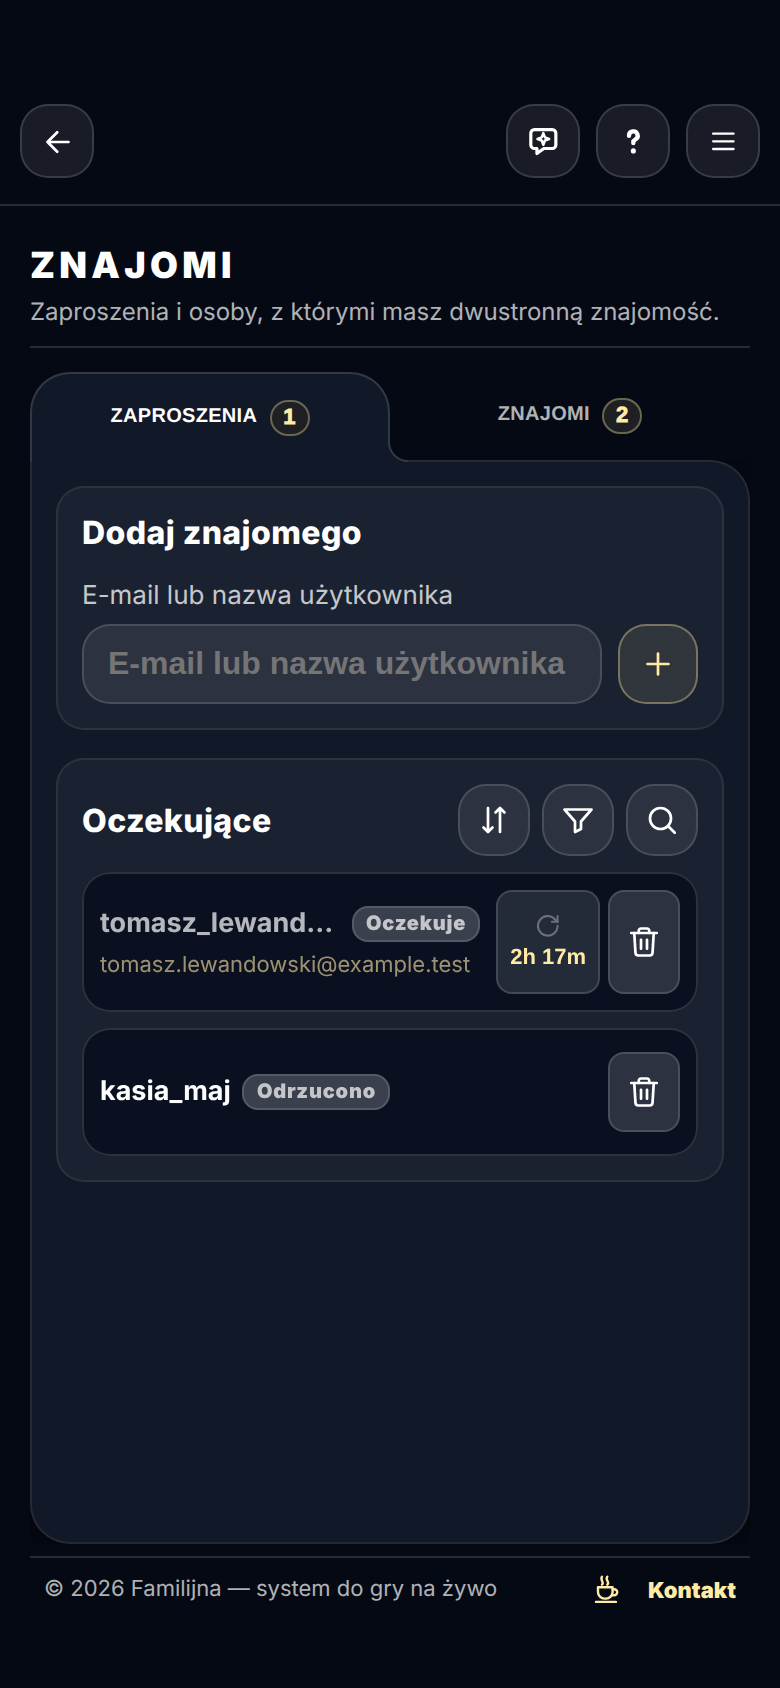 ?
ZNAJOMI
Zaproszenia i osoby, z którymi masz dwustronną znajomość.
ZAPROSZENIA 1
ZNAJOMI 2
Dodaj znajomego
E-mail lub nazwa użytkownika
E-mail lub nazwa użytkownika
Oczekujące
tomasz_lewand... Oczekuje
tomasz.lewandowski@example.test
2h 17m
kasia_maj Odrzucono
© 2026 Familijna — system do gry na żywo
Kontakt